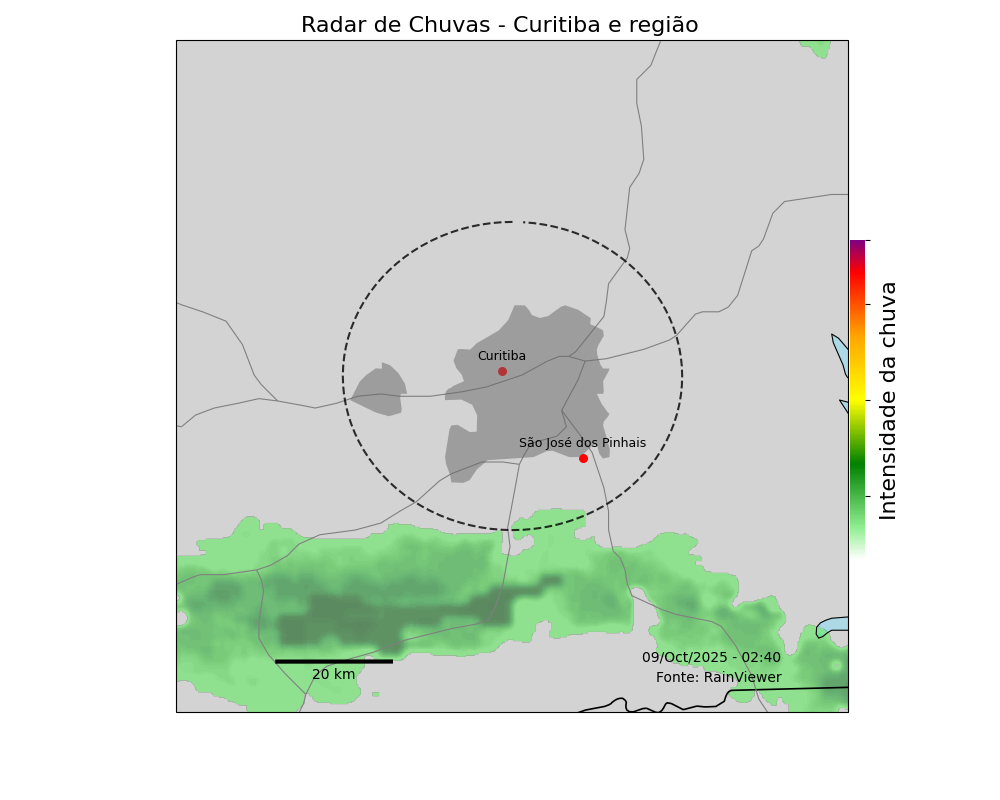 Radar de Chuvas - Curitiba e região
Curitiba
São José dos Pinhais
Intensidade da chuva
09/Oct/2025 - 02:40
Fonte: RainViewer
20 km